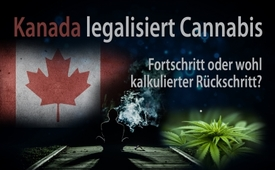 Kanada legalisiert Cannabis
Fortschritt oder wohl
kalkulierter Rückschritt?